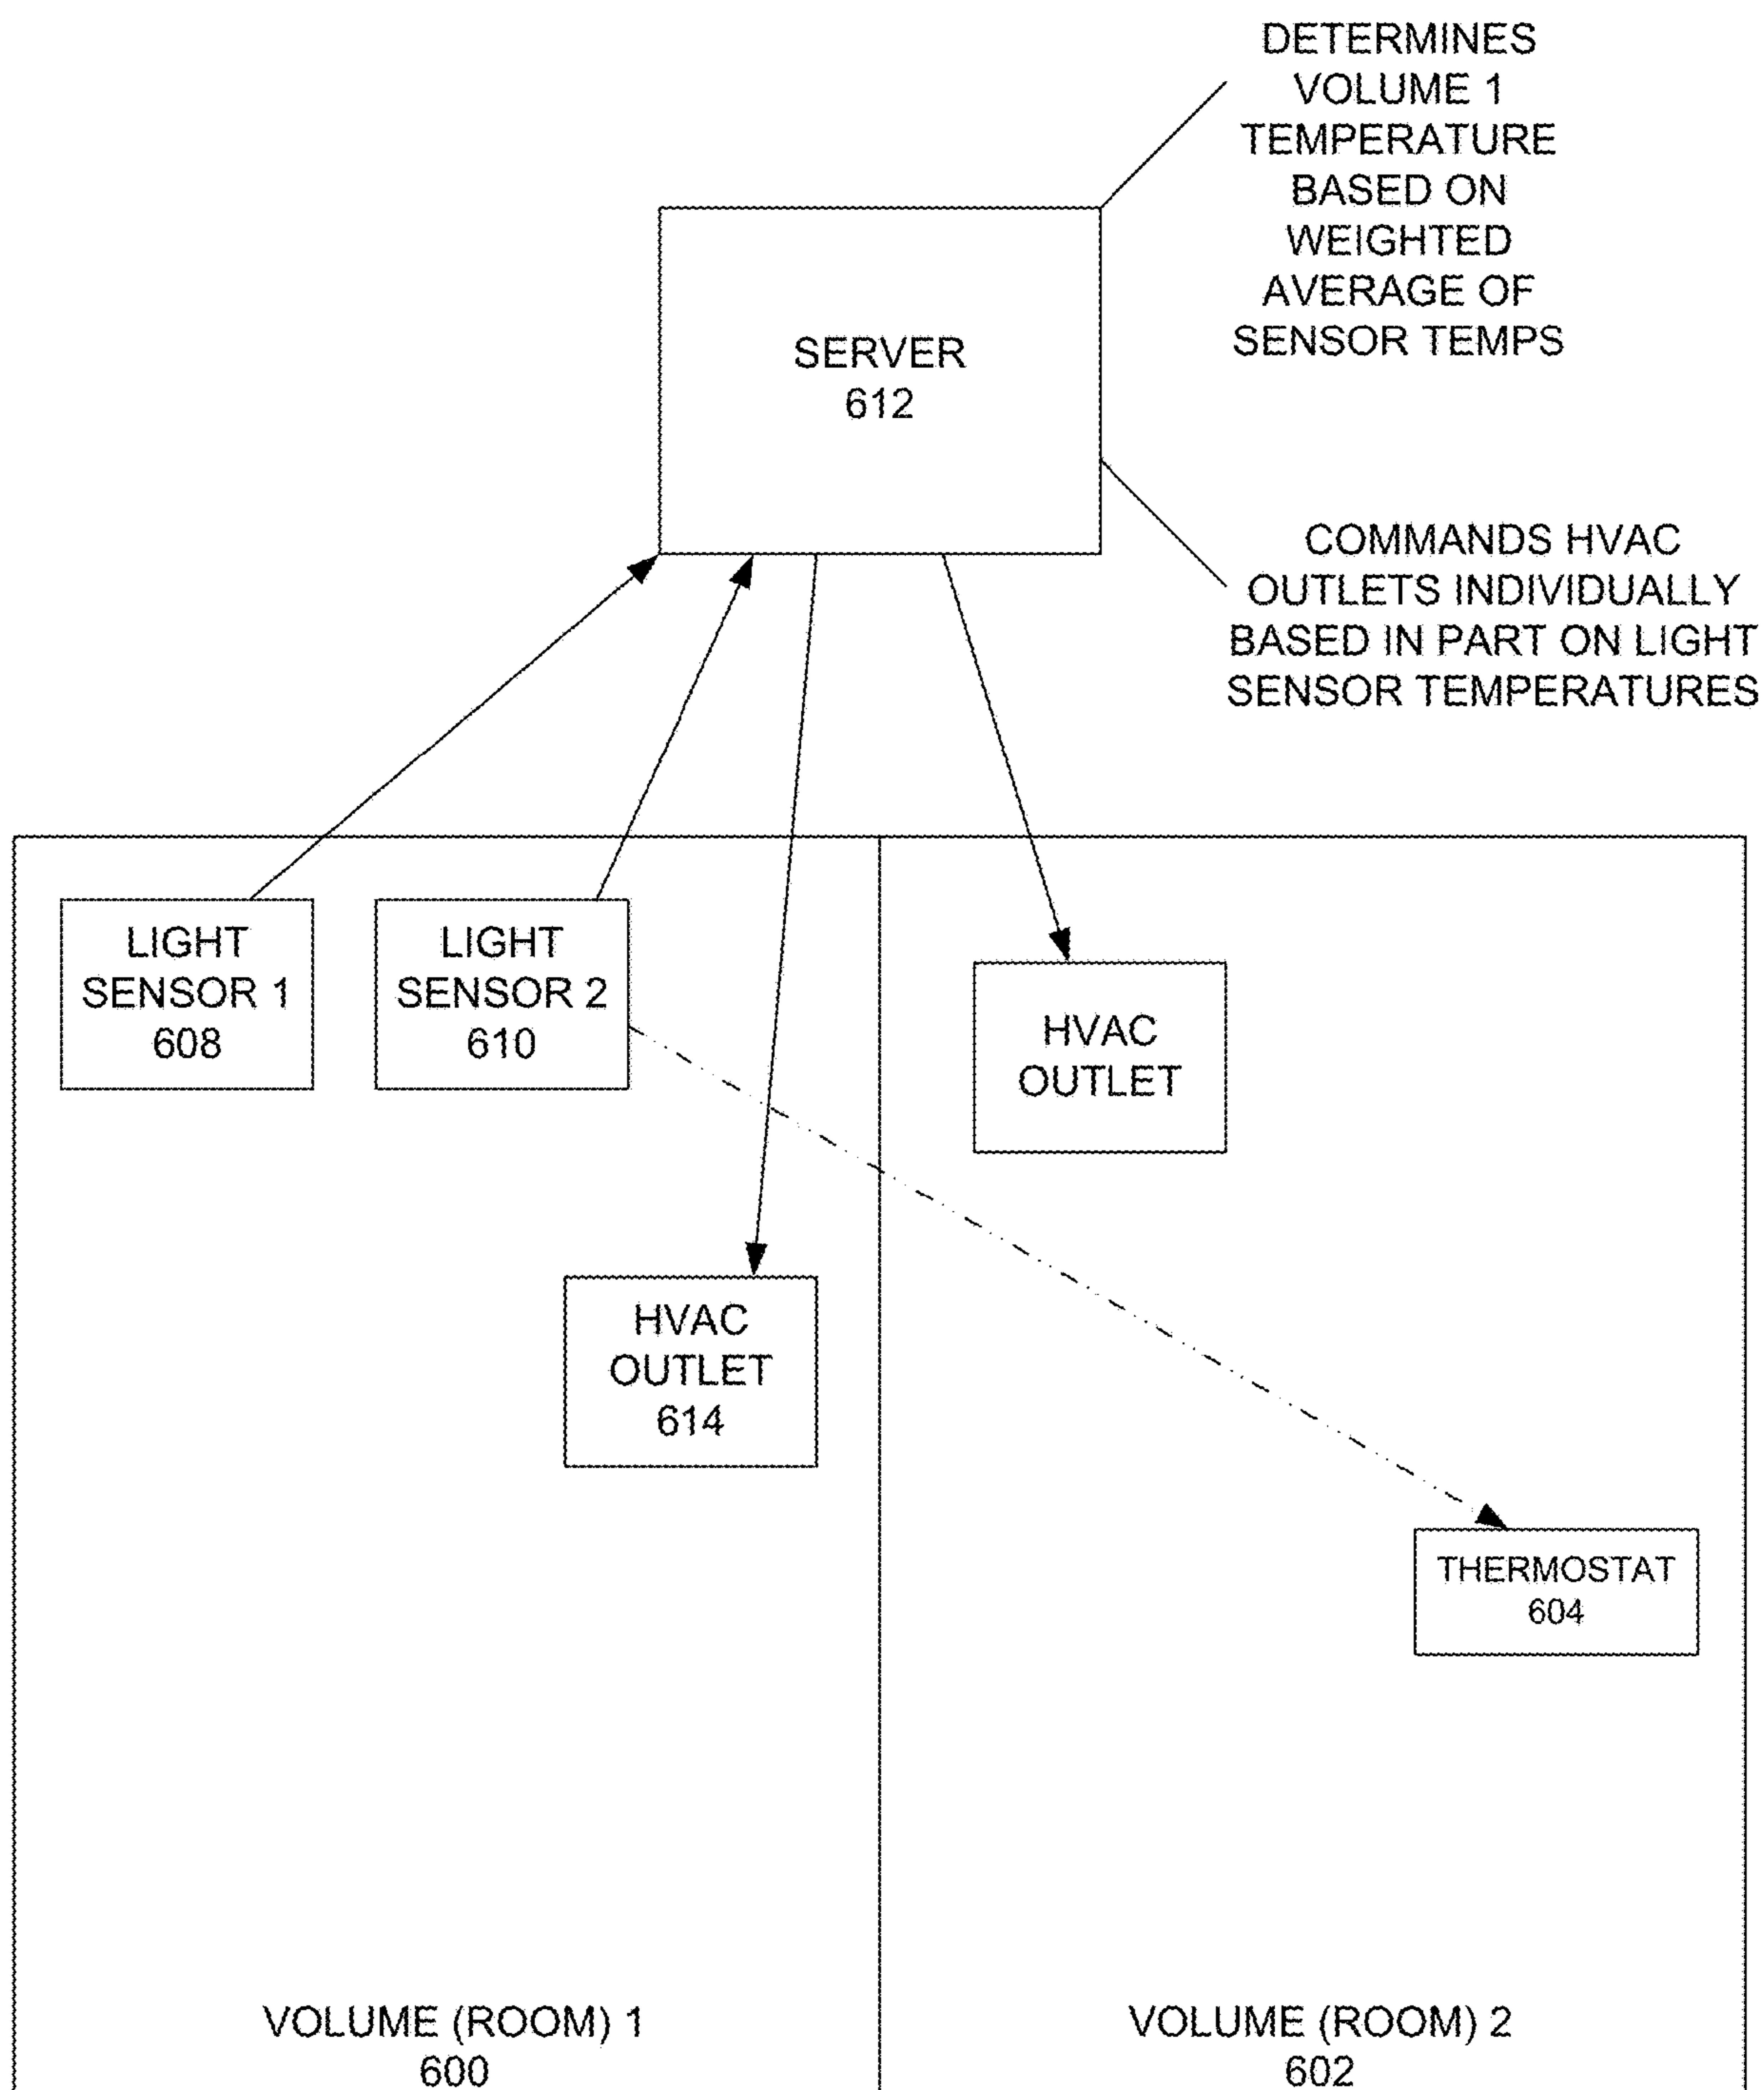 DETERMINES
VOLUME 1
TEMPERATURE
BASED ON
WEIGHTED
AVERAGE OF
SENSOR TEMPS
SERVER
612
COMMANDS HVAC
OUTLETS INDIVIDUALLY
BASED IN PART ON LIGHT
SENSOR TEMPERATURES
LIGHT
SENSOR 1
608
LIGHT
SENSOR 2
610
HVAC
OUTLET
HVAC
OUTLET
614
THERMOSTAT
604
VOLUME (ROOM) 1
600
VOLUME (ROOM) 2
602